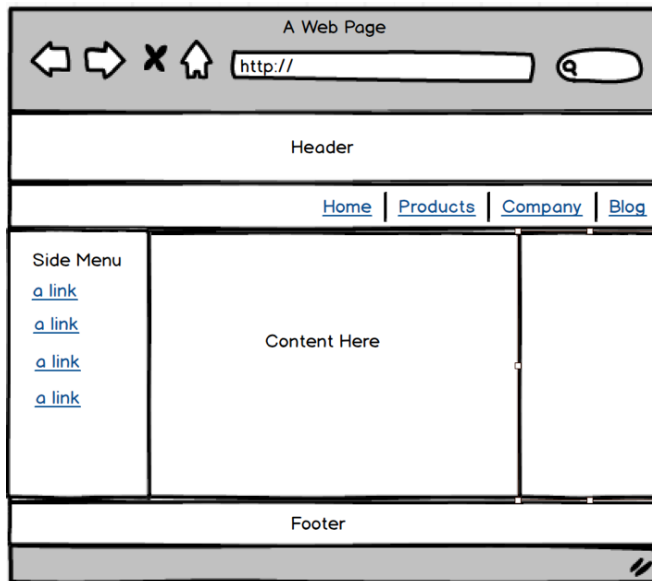 A Web Page
http://
Header
Home Products Company Blog
Side Menu
a link
a link
a link
a link
Content Here
Footer